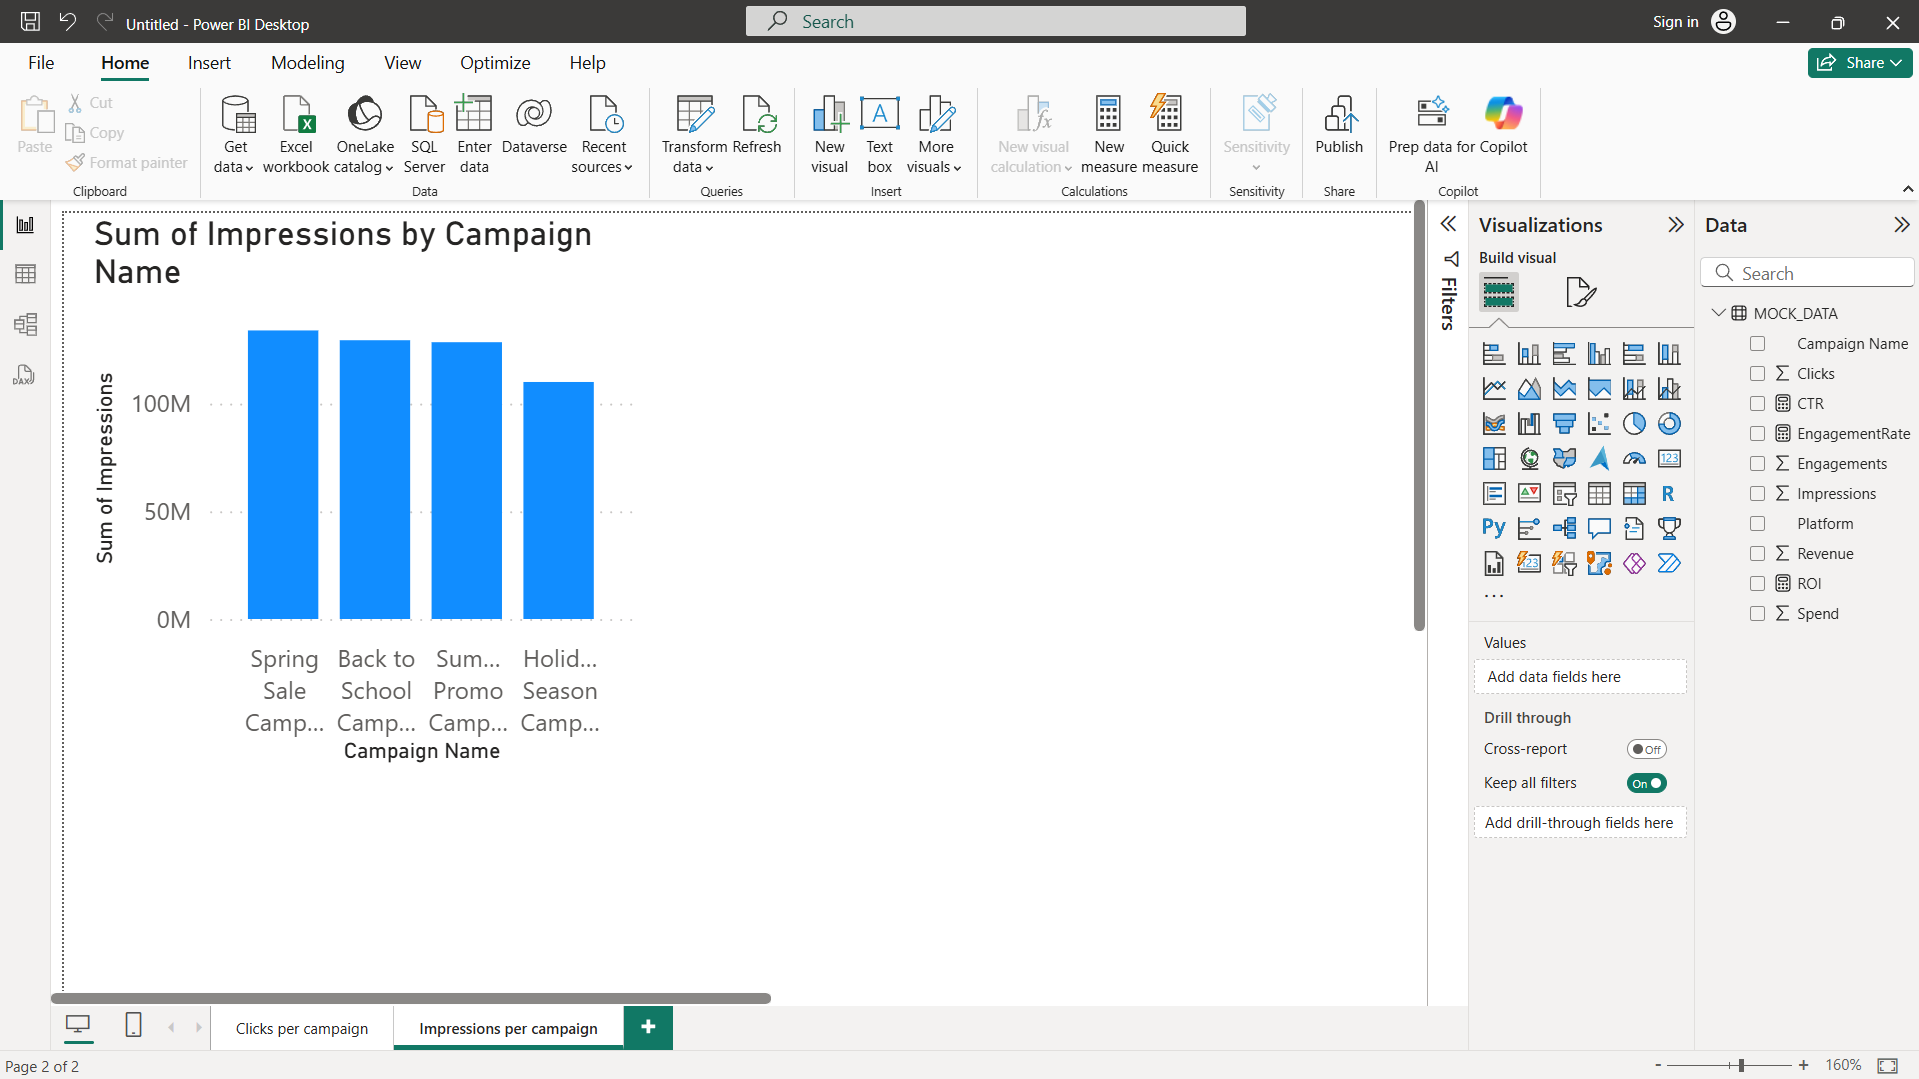 Untitled - Power BI Desktop
Search
Sign in
File
Home
Insert
Modeling
View
Optimize
Help
Share
Paste
Cut
Copy
Format painter
Clipboard
Get data
Excel workbook
OneLake catalog
SQL Server
Enter data
Dataverse
Recent sources
Data
Transform data
Refresh
Queries
New visual
Text box
More visuals
Insert
New visual calculation
New measure
Quick measure
Calculations
Sensitivity
Sensitivity
Publish
Share
Prep data for AI
Copilot
Copilot
Sum of Impressions by Campaign
Name
Sum of Impressions
100M
50M
0M
Spring Sale Camp...
Back to School Camp...
Sum... Promo Camp...
Holid... Season Camp...
Campaign Name
Filters
Visualizations
Build visual
123
R
Py
123
...
Values
Add data fields here
Drill through
Cross-report
Off
Keep all filters
On
Add drill-through fields here
Data
Search
MOCK_DATA
Campaign Name
Clicks
CTR
EngagementRate
Engagements
Impressions
Platform
Revenue
ROI
Spend
DAX
Clicks per campaign
Impressions per campaign
+
Page 2 of 2
- + 160%